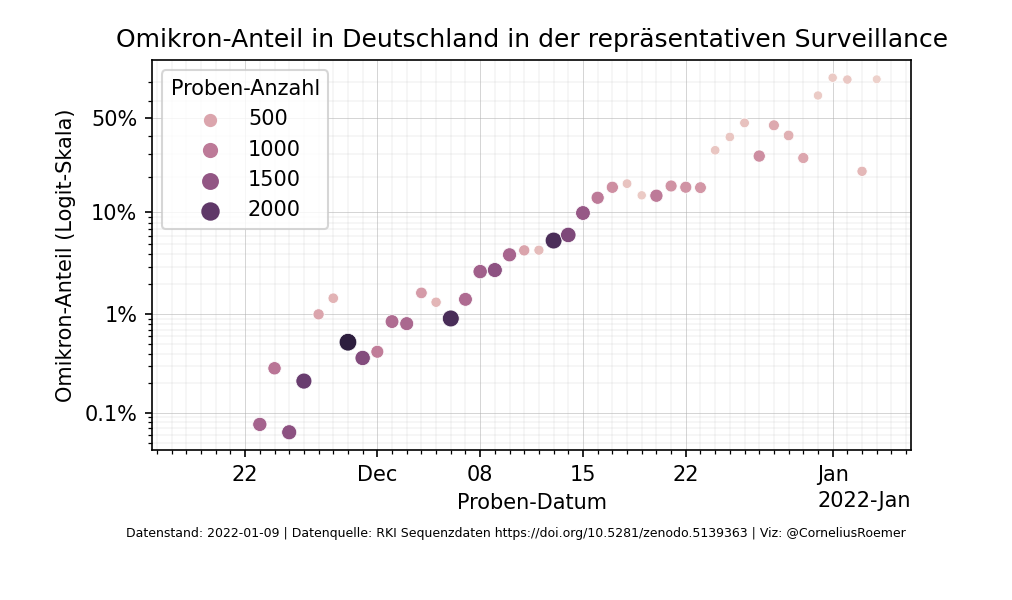 Omikron-Anteil in Deutschland in der repräsentativen Surveillance
Omikron-Anteil (Logit-Skala)
50%
10%
1%
0.1%
Proben-Anzahl
500
1000
1500
2000
22 Dec 08 15 22 Jan
Proben-Datum 2022-Jan
Datenstand: 2022-01-09 | Datenquelle: RKI Sequenzdaten https://doi.org/10.5281/zenodo.5139363 | Viz: @CorneliusRoemer